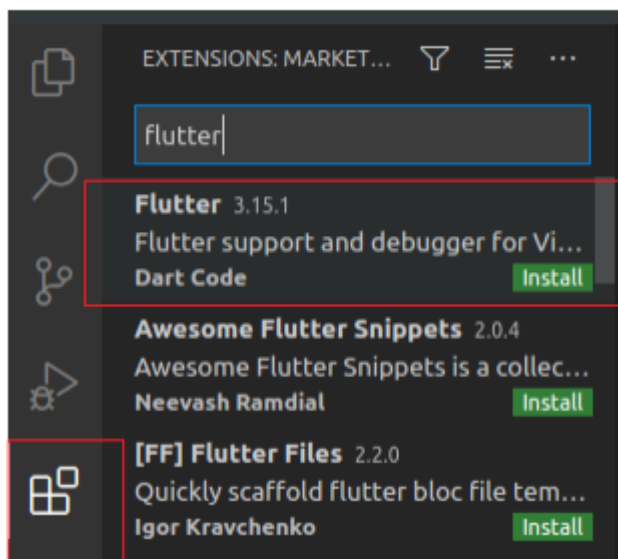 EXTENSIONS: MARKET...
flutter
Flutter 3.15.1
Flutter support and debugger for Vi...
Dart Code Install
Awesome Flutter Snippets 2.0.4
Awesome Flutter Snippets is a collec...
Neevash Ramdial Install
[FF] Flutter Files 2.2.0
Quickly scaffold flutter bloc file tem...
Igor Kravchenko Install